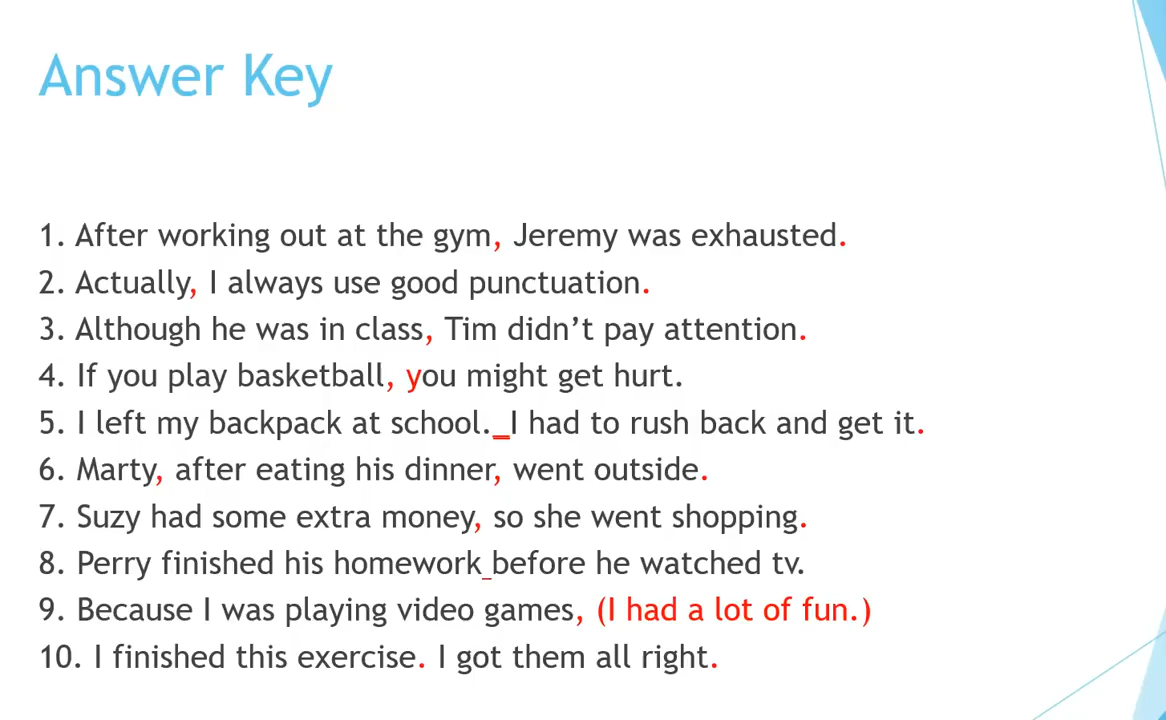 Answer Key
1. After working out at the gym, Jeremy was exhausted.
2. Actually, I always use good punctuation.
3. Although he was in class, Tim didn’t pay attention.
4. If you play basketball, you might get hurt.
5. I left my backpack at school._I had to rush back and get it.
6. Marty, after eating his dinner, went outside.
7. Suzy had some extra money, so she went shopping.
8. Perry finished his homework_before he watched tv.
9. Because I was playing video games, (I had a lot of fun.)
10. I finished this exercise. I got them all right.